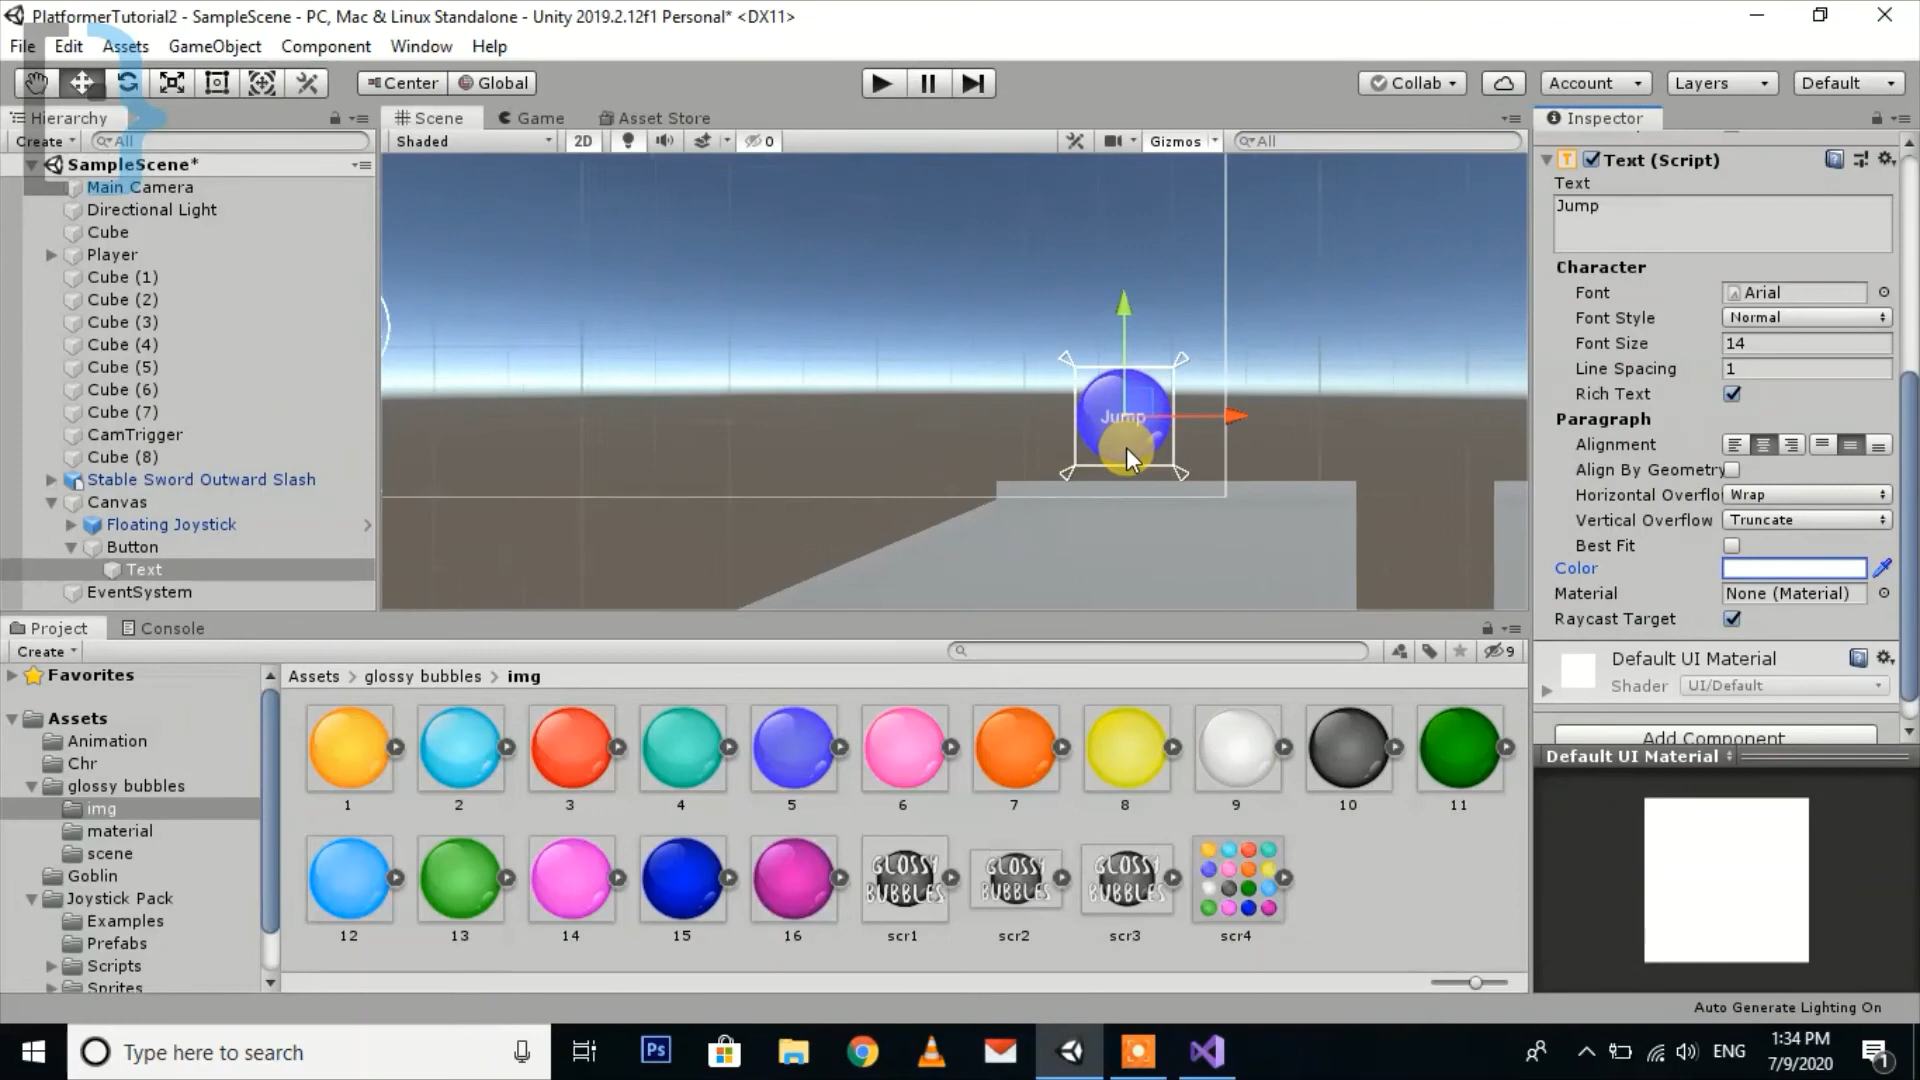 PlatformerTutorial2 - SampleScene - PC, Mac & Linux Standalone - Unity 2019.2.12f1 Personal* <DX11>
File Edit Assets GameObject Component Window Help
Center Global Collab Account Layers Default
Hierarchy Scene Game Asset Store Inspector
Create All Shaded 2D 0 Gizmos All
SampleScene*
Main Camera
Directional Light
Cube
Player
Cube (1)
Cube (2)
Cube (3)
Cube (4)
Cube (5)
Cube (6)
Cube (7)
CamTrigger
Cube (8)
Stable Sword Outward Slash
Canvas
Floating Joystick
Button
Text
EventSystem
Jump
Text (Script)
Text
Jump
Character
Font Arial
Font Style Normal
Font Size 14
Line Spacing 1
Rich Text
Paragraph
Alignment
Align By Geometry
Horizontal Overflo Wrap
Vertical Overflow Truncate
Best Fit
Color
Material None (Material)
Raycast Target
Default UI Material
Shader UI/Default
Add Component
Default UI Material
Project Console
Create 9
Favorites
Assets
Animation
Chr
glossy bubbles
img
material
scene
Goblin
Joystick Pack
Examples
Prefabs
Scripts
Sprites
Assets > glossy bubbles > img
1 2 3 4 5 6 7 8 9 10 11
GLOSSY BUBBLES GLOSSY BUBBLES GLOSSY BUBBLES
12 13 14 15 16 scr1 scr2 scr3 scr4
Auto Generate Lighting On
Type here to search
Ps
ENG
1:34 PM
7/9/2020
1